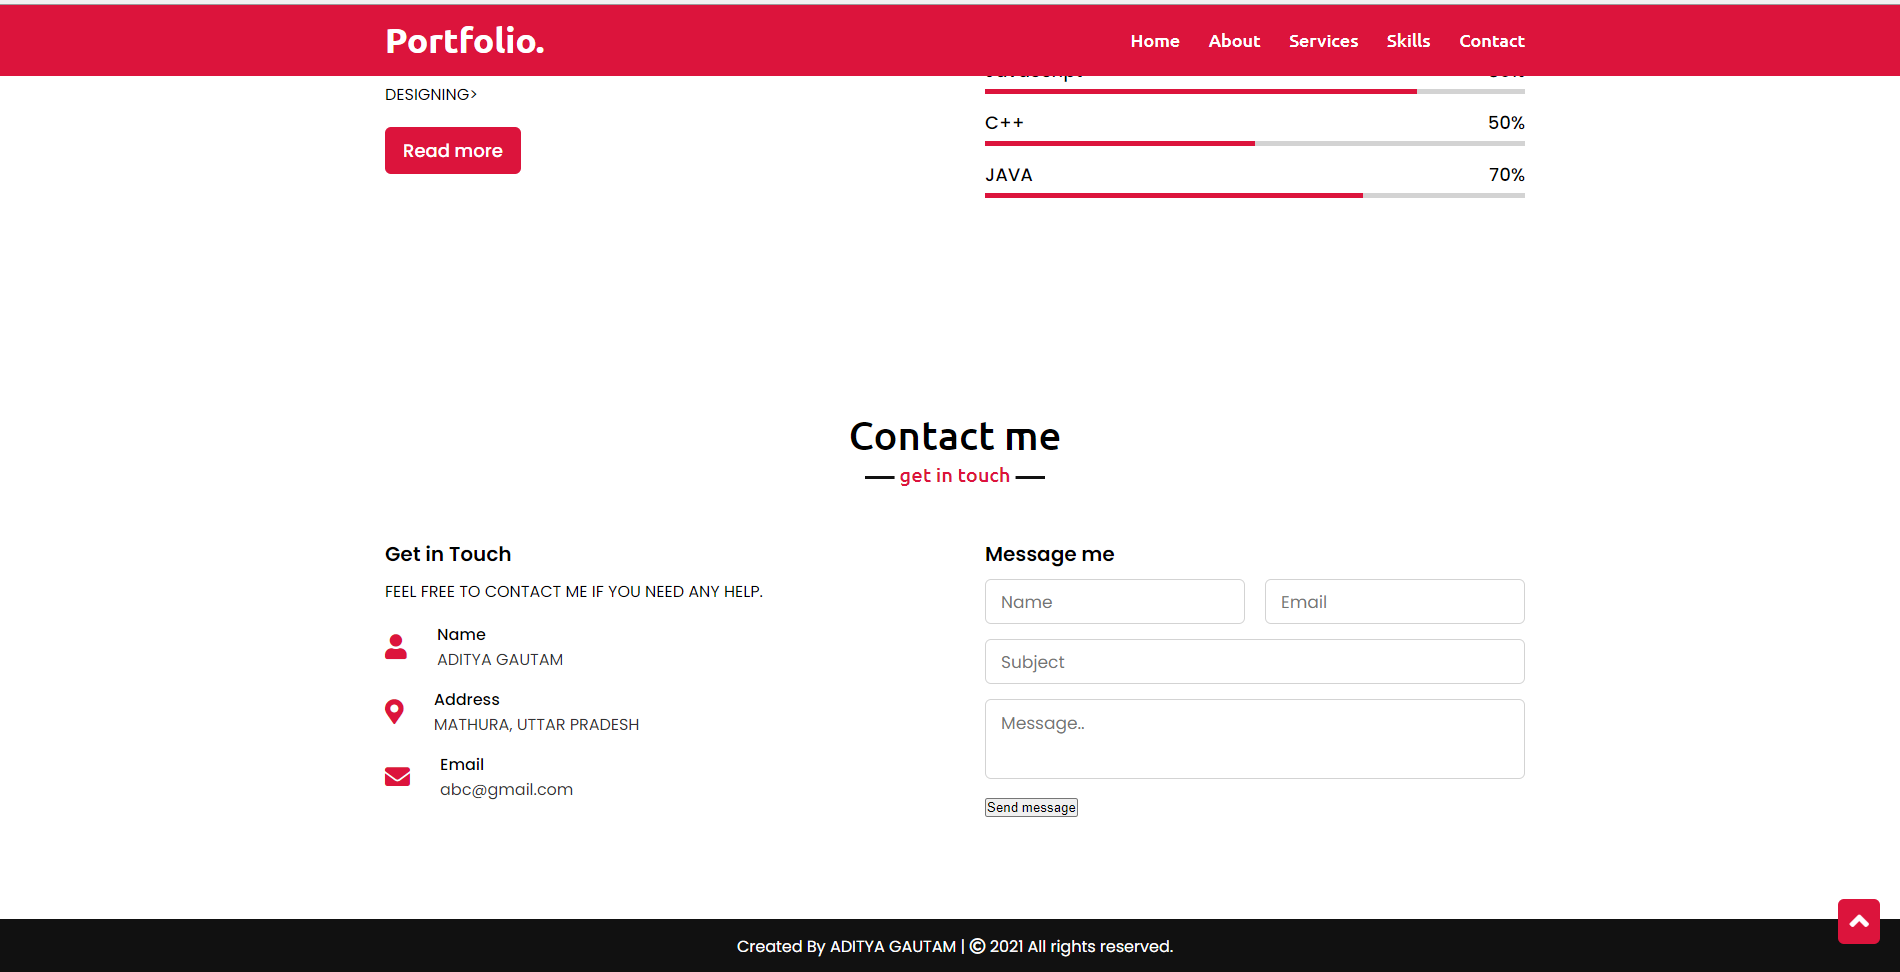 Portfolio.
Home About Services Skills Contact
DESIGNING>
Read more
C++ 50%
JAVA 70%
Contact me
get in touch
Get in Touch
FEEL FREE TO CONTACT ME IF YOU NEED ANY HELP.
Name
ADITYA GAUTAM
Address
MATHURA, UTTAR PRADESH
Email
abc@gmail.com
Message me
Name Email
Subject
Message..
Send message
Created By ADITYA GAUTAM | © 2021 All rights reserved.